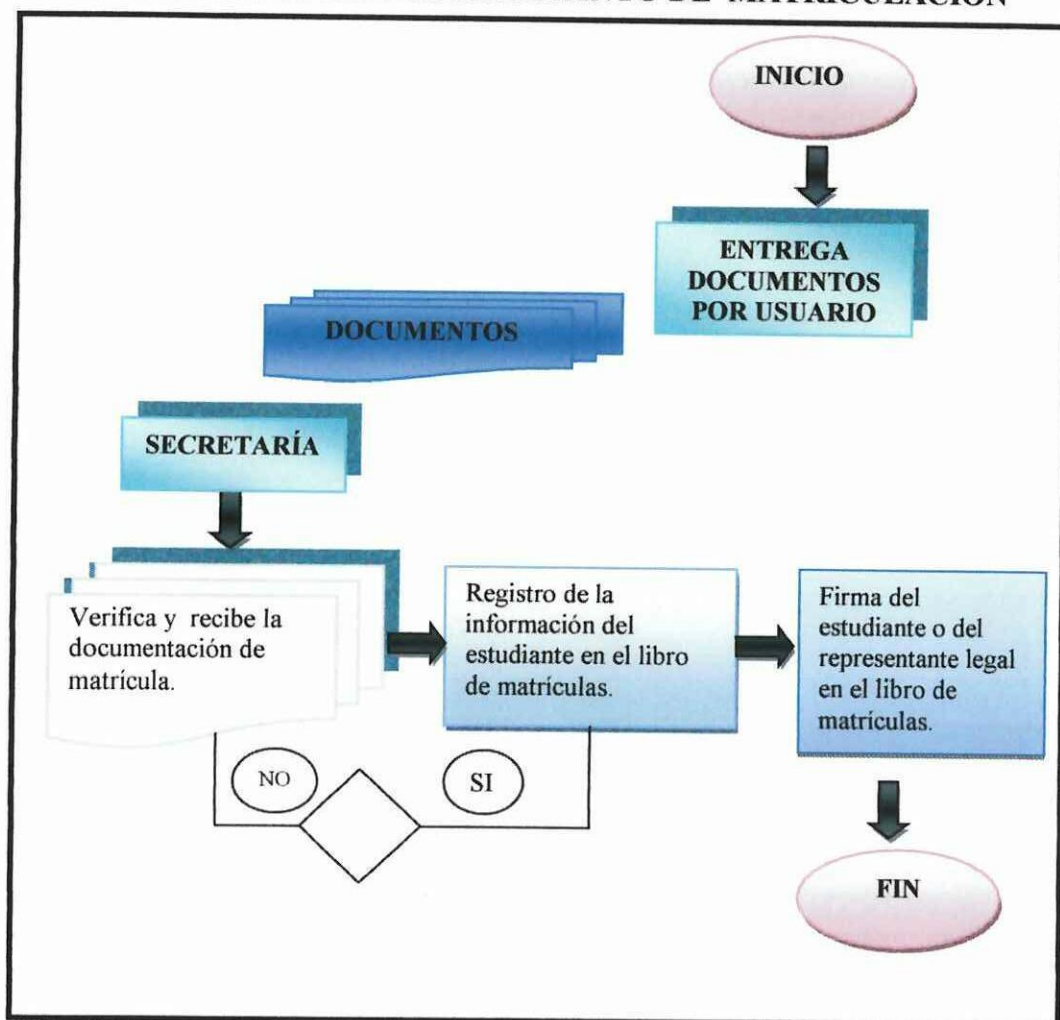 DE MATRICULACIÓN
INICIO
ENTREGA
DOCUMENTOS
POR USUARIO
DOCUMENTOS
SECRETARÍA
Verifica y recibe la
documentación de
matrícula.
Registro de la
información del
estudiante en el libro
de matrículas.
Firma del
estudiante o del
representante legal
en el libro de
matrículas.
NO
SI
FIN